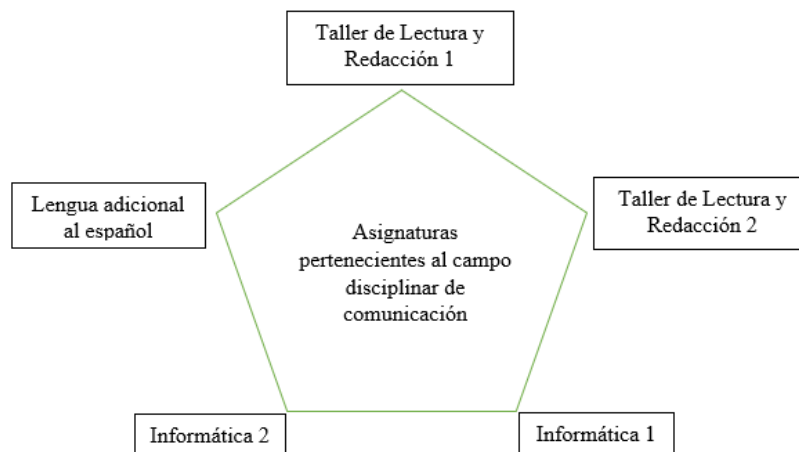 Taller de Lectura y
Redacción 1
Lengua adicional
al español
Taller de Lectura y
Redacción 2
Asignaturas
pertenecientes al campo
disciplinar de
comunicación
Informática 2
Informática 1